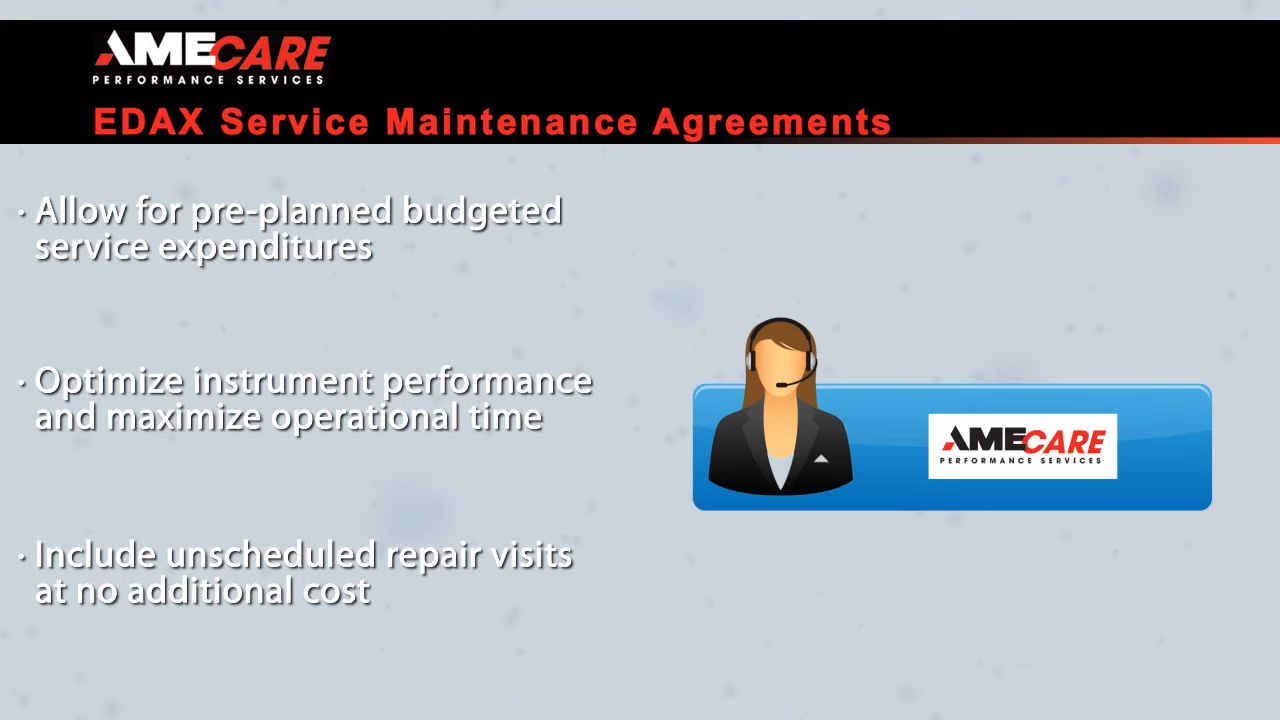 AMECARE
PERFORMANCE SERVICES
EDAX Service Maintenance Agreements
· Allow for pre-planned budgeted
service expenditures
· Optimize instrument performance
and maximize operational time
· Include unscheduled repair visits
at no additional cost
AMECARE
PERFORMANCE SERVICES